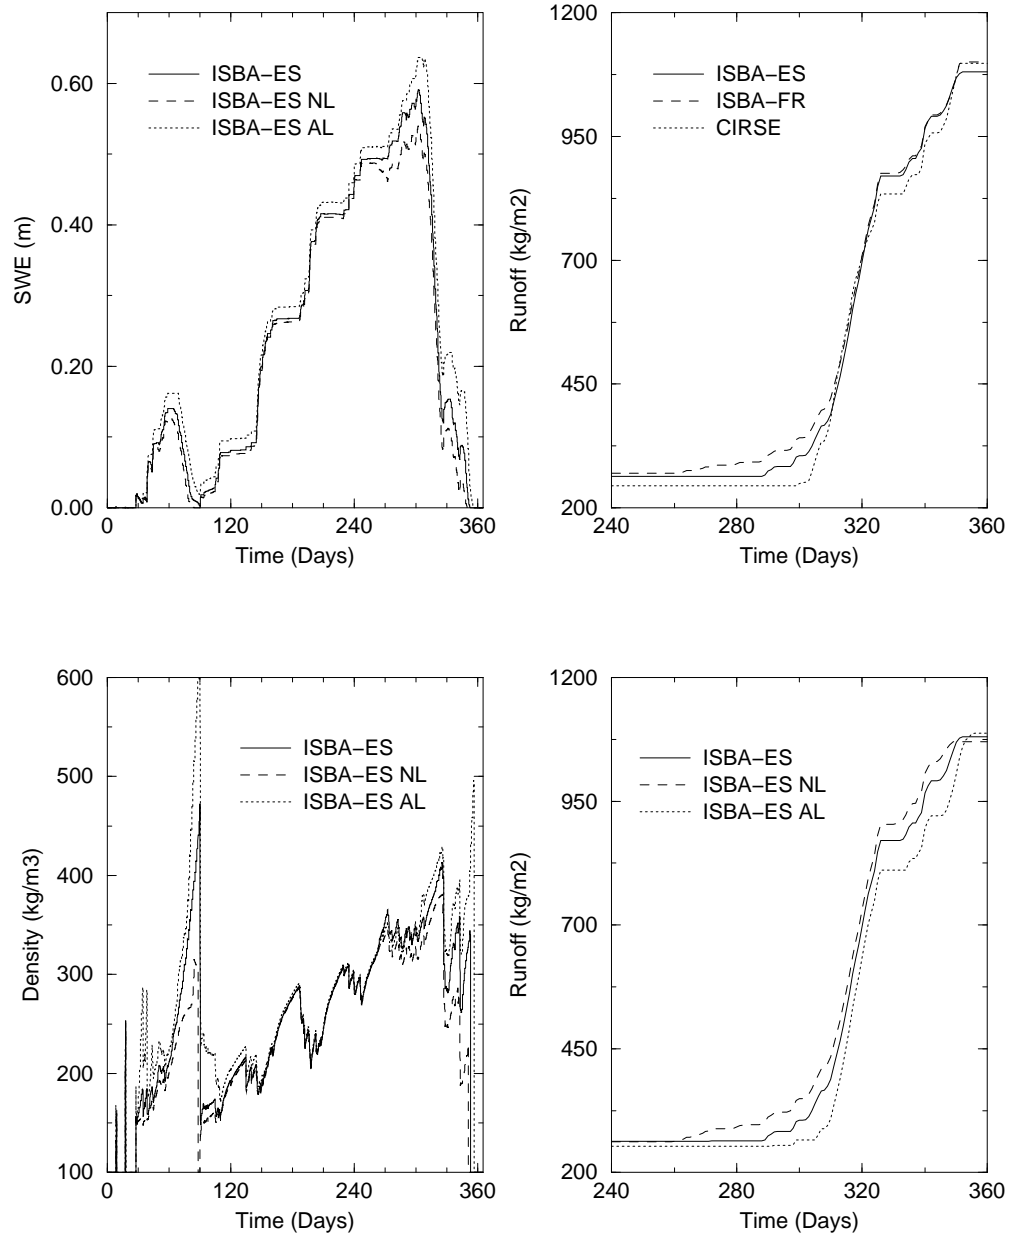 ISBA−ES
ISBA−ES NL
ISBA−ES AL
0.60
0.40
0.20
0.00
SWE (m)
0 120 240 360
Time (Days)
ISBA−ES
ISBA−FR
CIRSE
1200
950
700
450
200
Runoff (kg/m2)
240 280 320 360
Time (Days)
ISBA−ES
ISBA−ES NL
ISBA−ES AL
600
500
400
300
200
100
Density (kg/m3)
0 120 240 360
Time (Days)
ISBA−ES
ISBA−ES NL
ISBA−ES AL
1200
950
700
450
200
Runoff (kg/m2)
240 280 320 360
Time (Days)